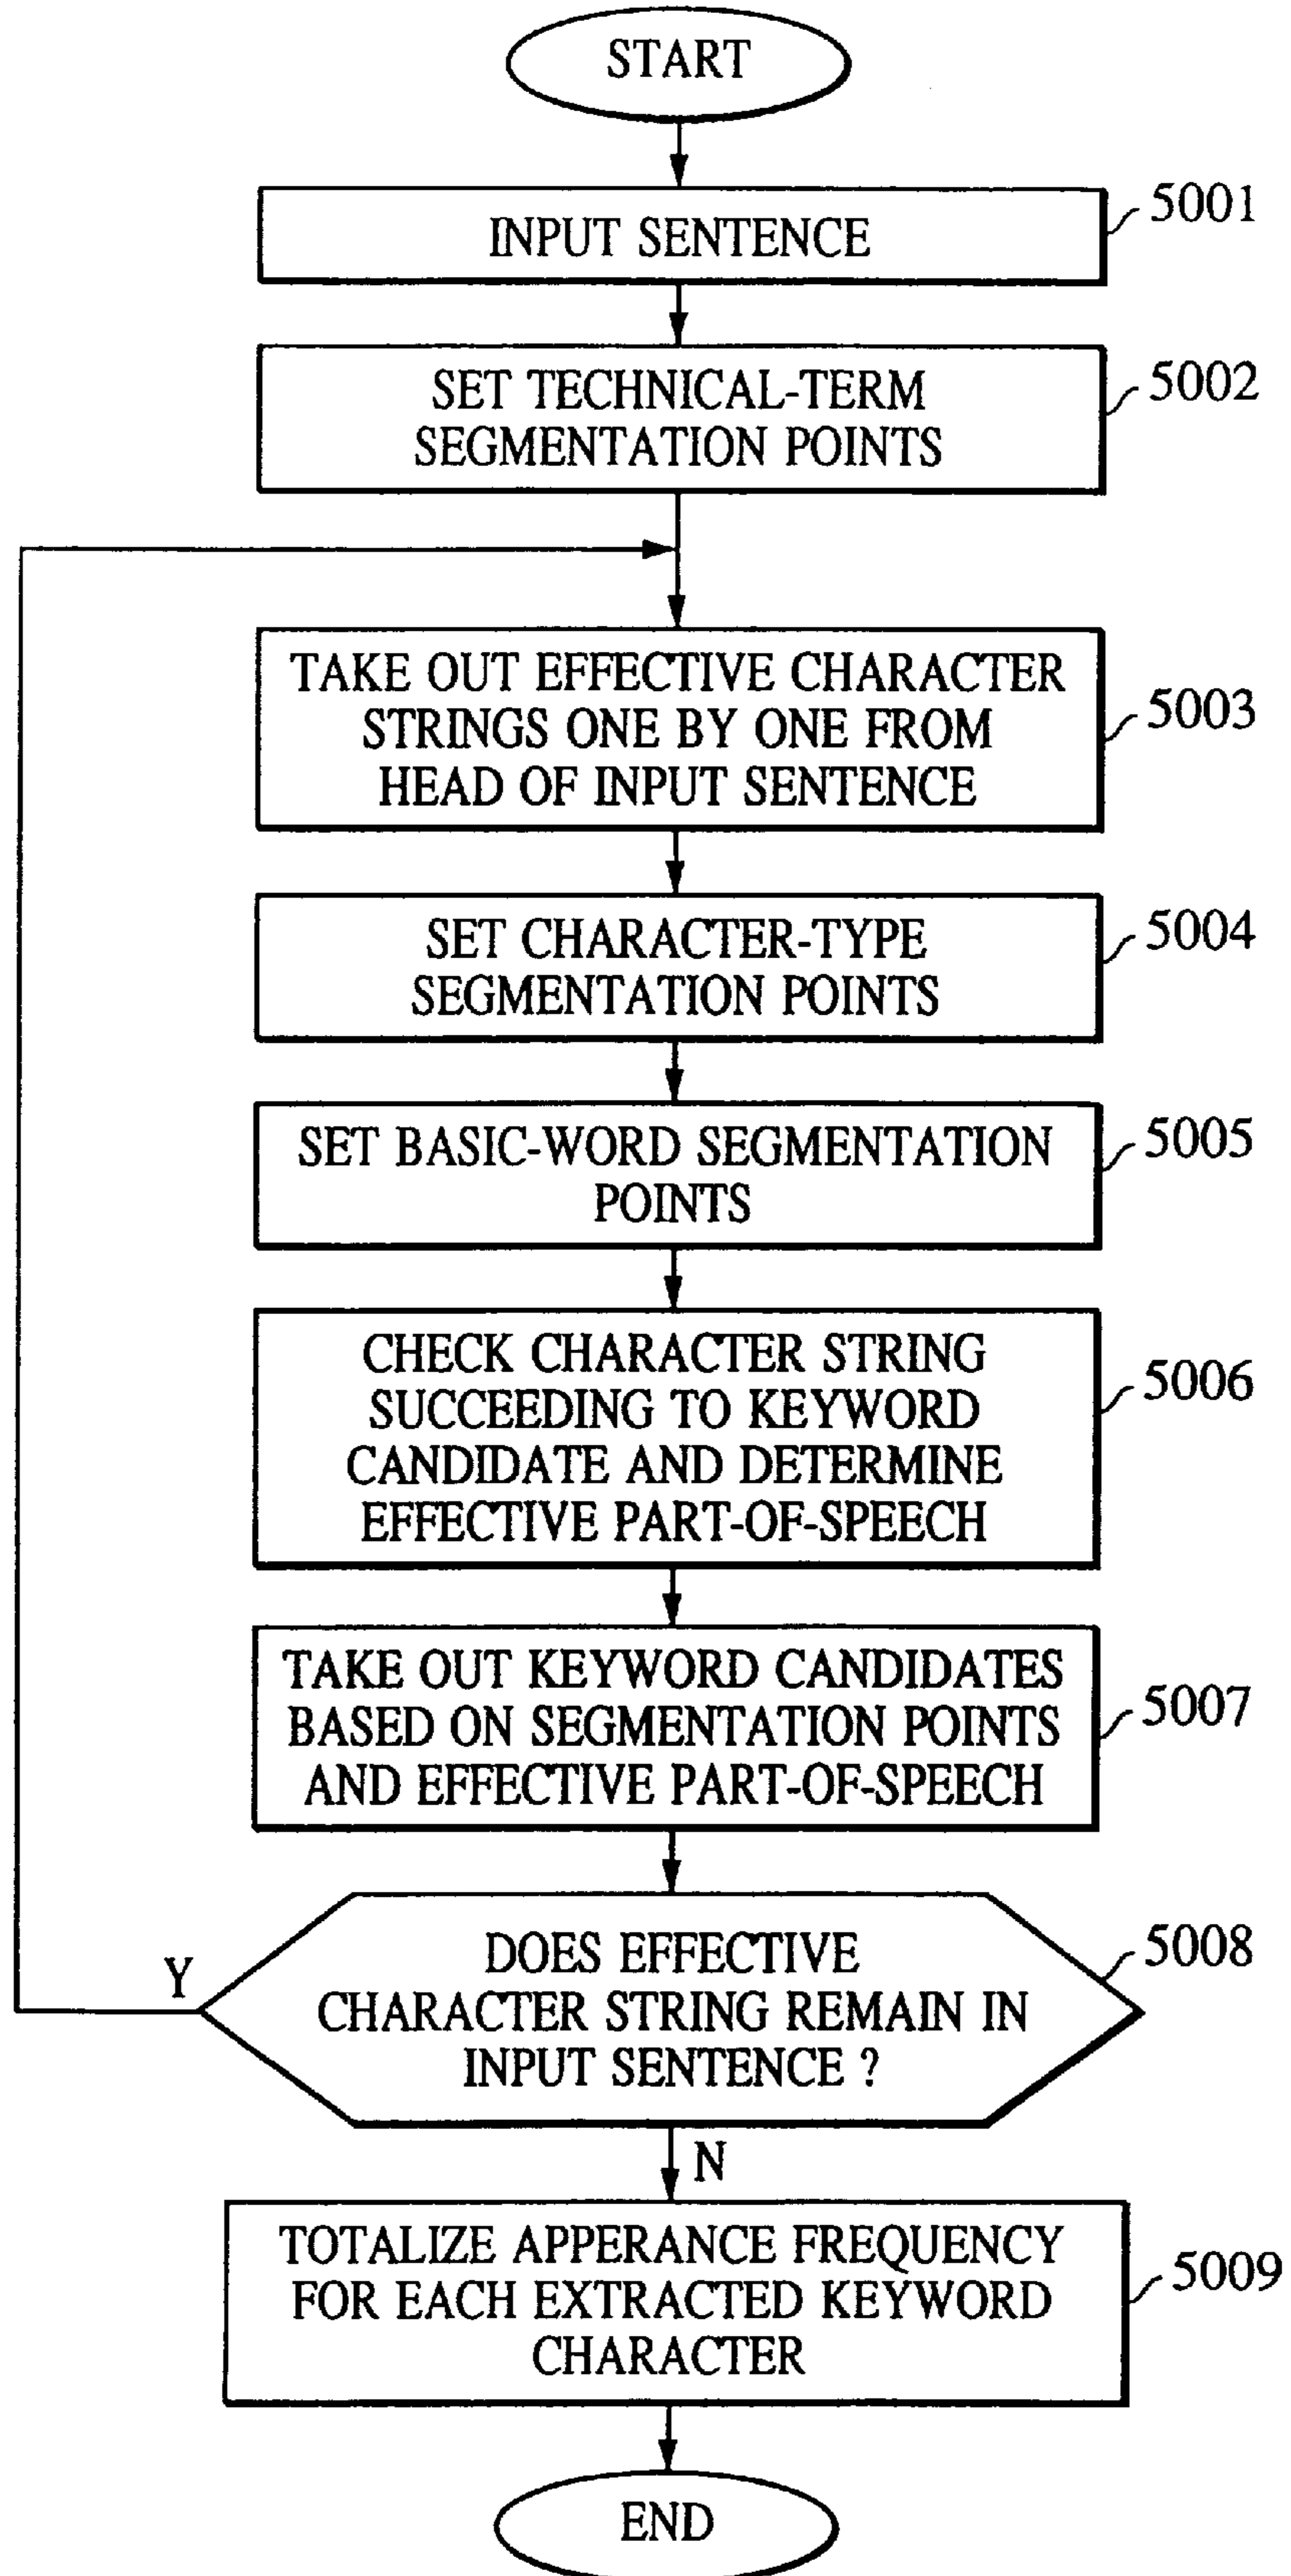 START
INPUT SENTENCE
5001
SET TECHNICAL-TERM
SEGMENTATION POINTS
5002
TAKE OUT EFFECTIVE CHARACTER
STRINGS ONE BY ONE FROM
HEAD OF INPUT SENTENCE
5003
SET CHARACTER-TYPE
SEGMENTATION POINTS
5004
SET BASIC-WORD SEGMENTATION
POINTS
5005
CHECK CHARACTER STRING
SUCCEEDING TO KEYWORD
CANDIDATE AND DETERMINE
EFFECTIVE PART-OF-SPEECH
5006
TAKE OUT KEYWORD CANDIDATES
BASED ON SEGMENTATION POINTS
AND EFFECTIVE PART-OF-SPEECH
5007
DOES EFFECTIVE
CHARACTER STRING REMAIN IN
INPUT SENTENCE ?
5008
Y
N
TOTALIZE APPERANCE FREQUENCY
FOR EACH EXTRACTED KEYWORD
CHARACTER
5009
END